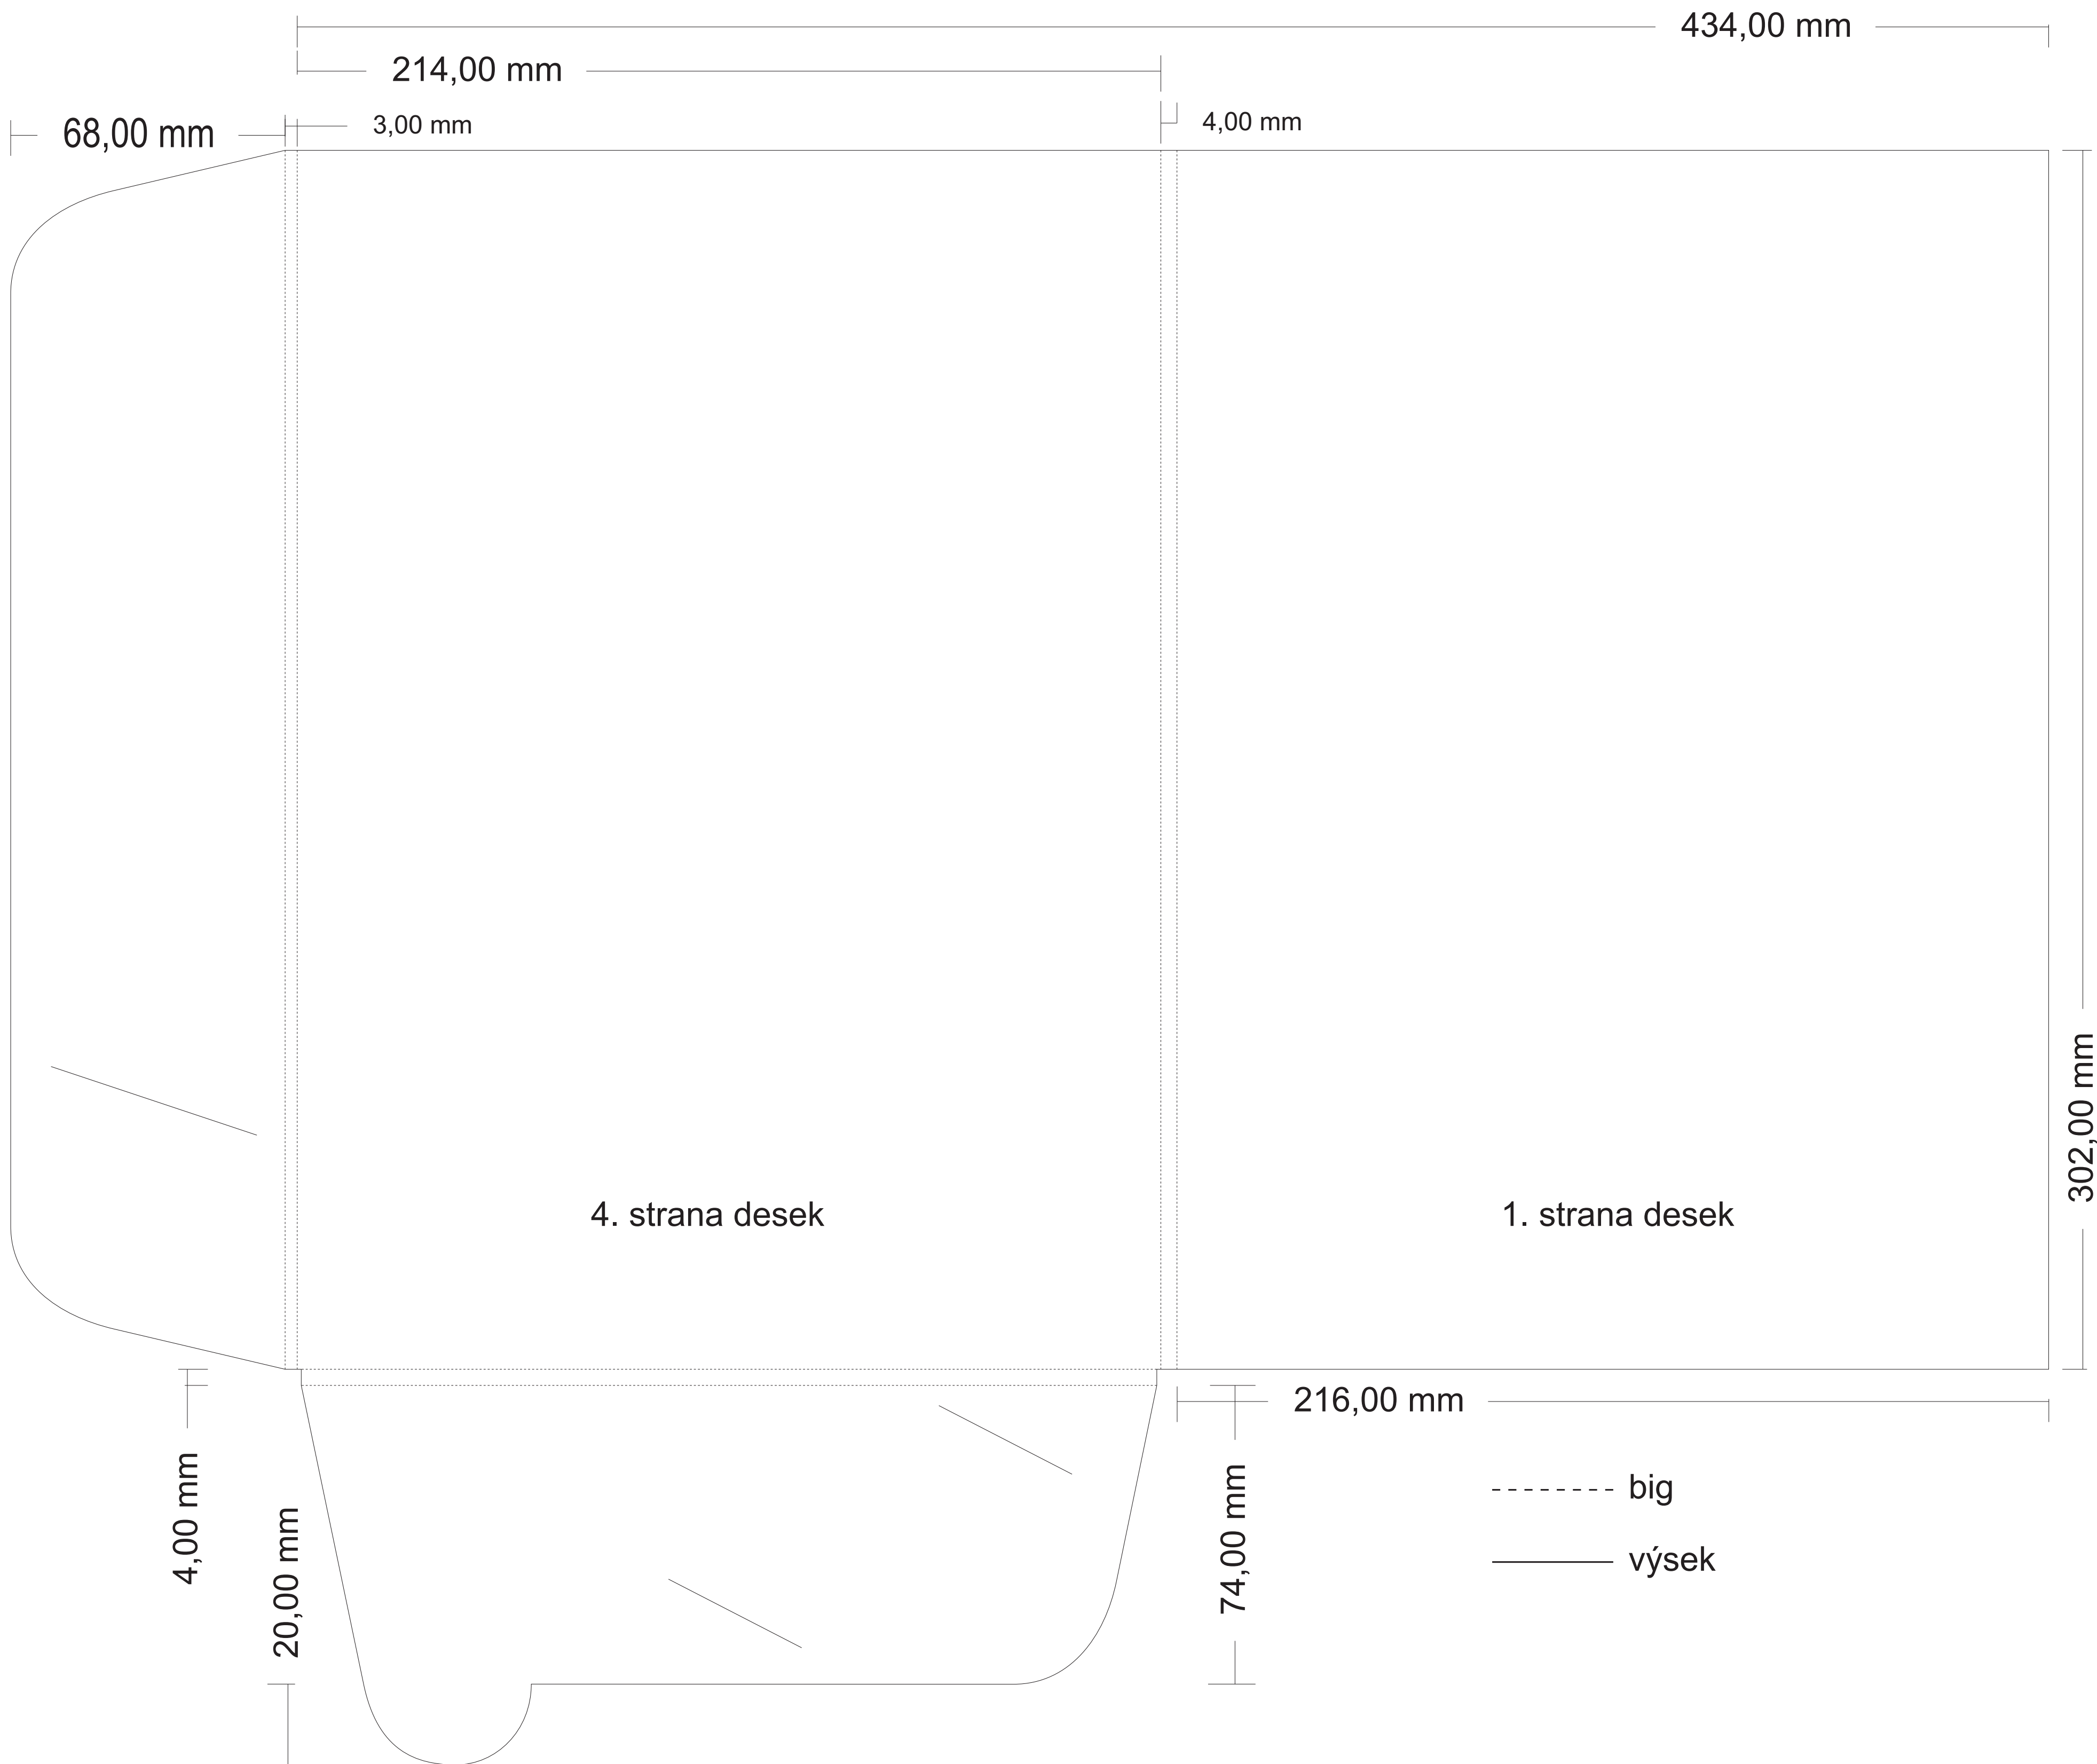 434,00 mm
214,00 mm
68,00 mm
3,00 mm
4,00 mm
302,00 mm
4. strana desek
1. strana desek
216,00 mm
4,00 mm
20,00 mm
74,00 mm
big
výsek